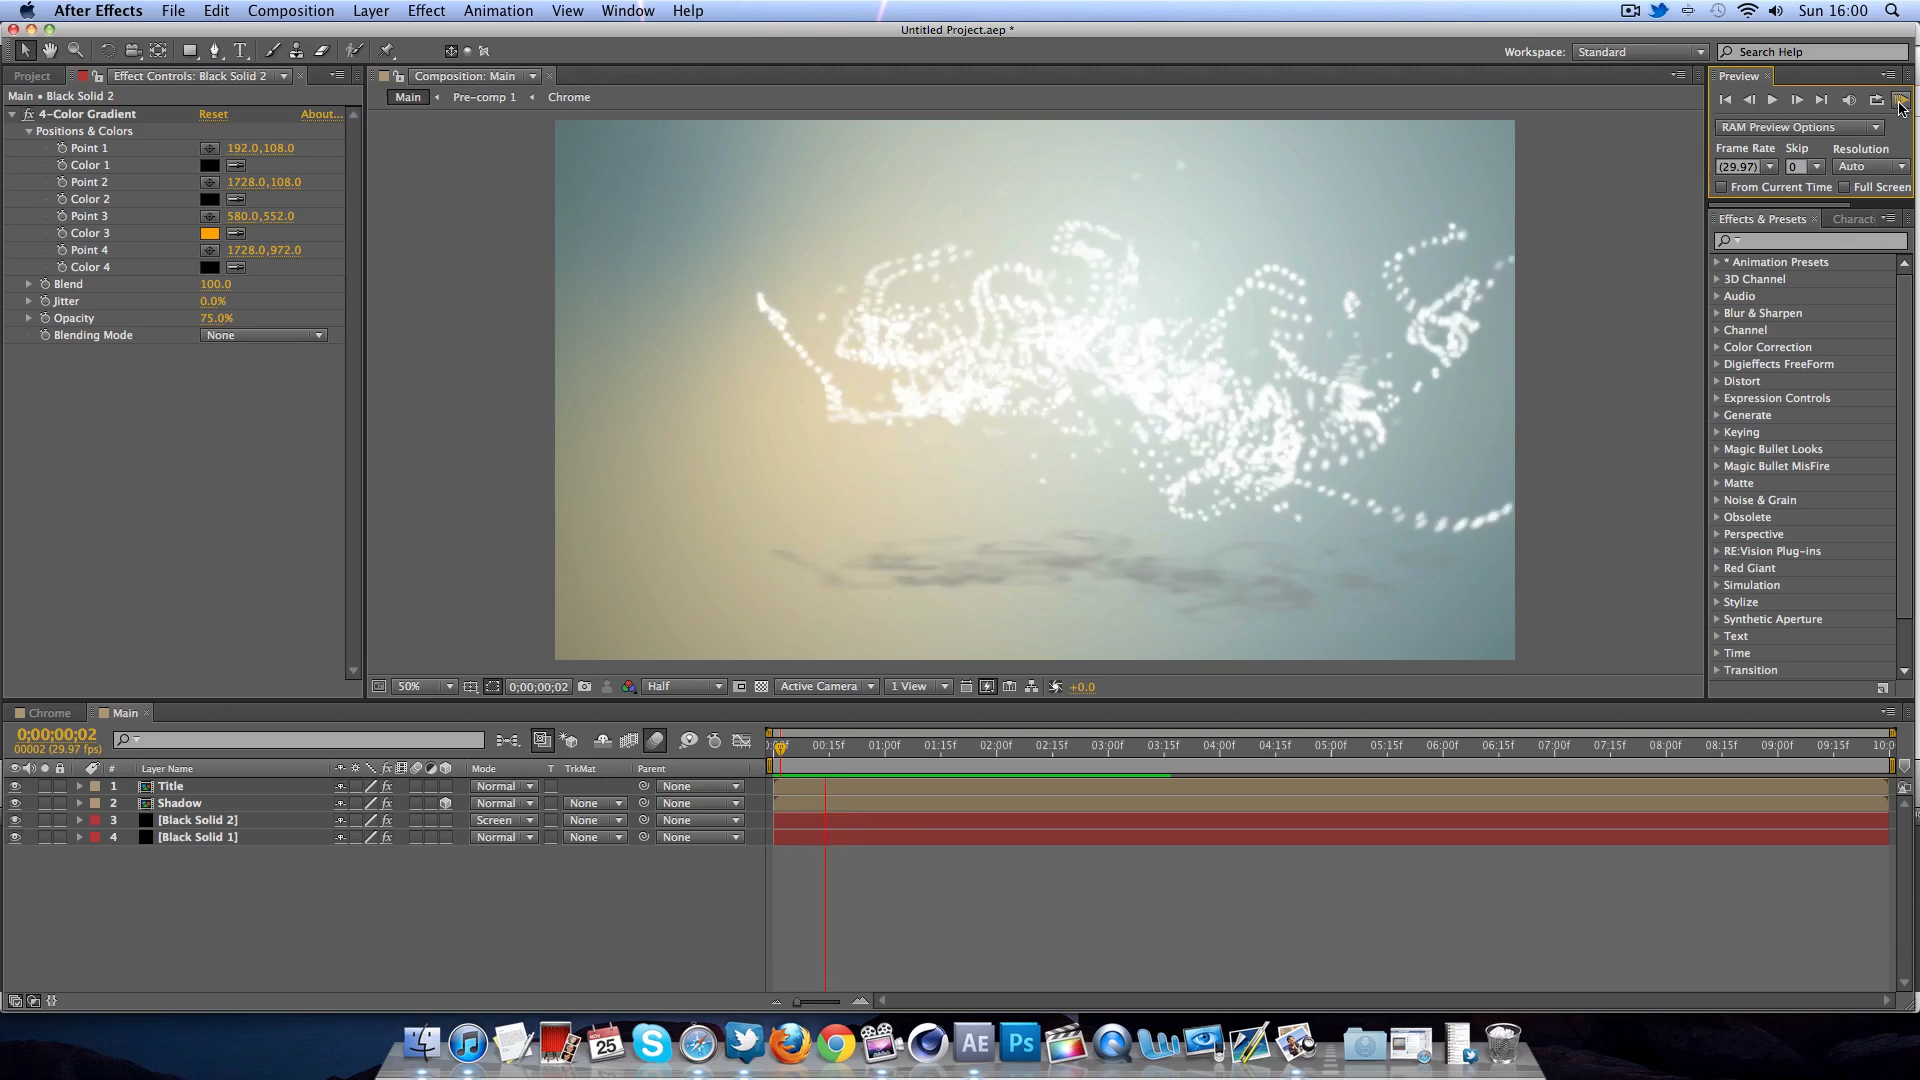 After Effects File Edit Composition Layer Effect Animation View Window Help Sun 16:00
Untitled Project.aep *
Workspace: Standard Search Help
Project Effect Controls: Black Solid 2 Composition: Main Preview
Main • Black Solid 2 Main Pre-comp 1 Chrome
4-Color Gradient Reset About...
Positions & Colors
Point 1 192.0,108.0
Color 1
Point 2 1728.0,108.0
Color 2
Point 3 580.0,552.0
Color 3
Point 4 1728.0,972.0
Color 4
Blend 100.0
Jitter 0.0%
Opacity 75.0%
Blending Mode None
RAM Preview Options
Frame Rate Skip Resolution
(29.97) 0 Auto
From Current Time Full Screen
Effects & Presets Charact
* Animation Presets
3D Channel
Audio
Blur & Sharpen
Channel
Color Correction
Digieffects FreeForm
Distort
Expression Controls
Generate
Keying
Magic Bullet Looks
Magic Bullet MisFire
Matte
Noise & Grain
Obsolete
Perspective
RE:Vision Plug-ins
Red Giant
Simulation
Stylize
Synthetic Aperture
Text
Time
Transition
50% 0;00;00;02 Half Active Camera 1 View +0.0
Chrome Main
0;00;00;02
00002 (29.97 fps)
00:15f 01:00f 01:15f 02:00f 02:15f 03:00f 03:15f 04:00f 04:15f 05:00f 05:15f 06:00f 06:15f 07:00f 07:15f 08:00f 08:15f 09:00f 09:15f 10:0
# Layer Name Mode T TrkMat Parent
1 Title Normal None
2 Shadow Normal None None
3 [Black Solid 2] Screen None None
4 [Black Solid 1] Normal None None
NOV 25 AE Ps